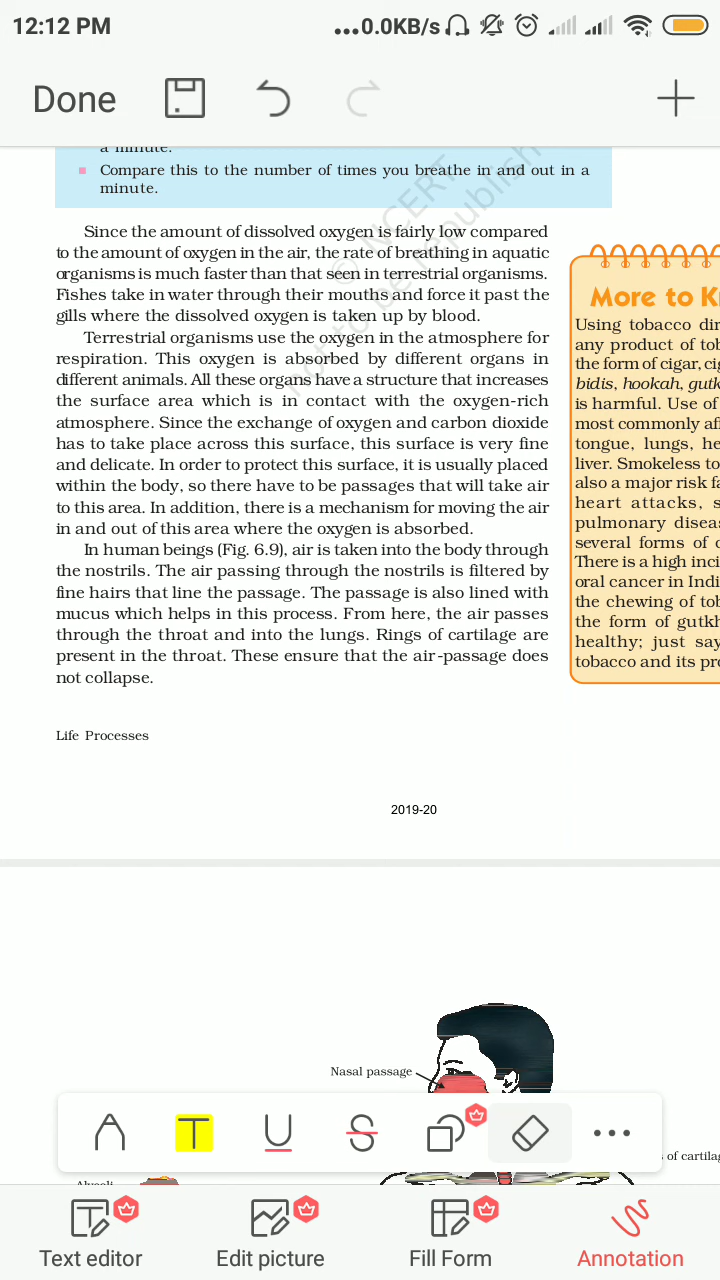 12:12 PM
...0.0KB/s
Done
a minute.
Compare this to the number of times you breathe in and out in a
minute.
© NCERT
not to be republish
Since the amount of dissolved oxygen is fairly low compared
to the amount of oxygen in the air, the rate of breathing in aquatic
organisms is much faster than that seen in terrestrial organisms.
Fishes take in water through their mouths and force it past the
gills where the dissolved oxygen is taken up by blood.
Terrestrial organisms use the oxygen in the atmosphere for
respiration. This oxygen is absorbed by different organs in
different animals. All these organs have a structure that increases
the surface area which is in contact with the oxygen-rich
atmosphere. Since the exchange of oxygen and carbon dioxide
has to take place across this surface, this surface is very fine
and delicate. In order to protect this surface, it is usually placed
within the body, so there have to be passages that will take air
to this area. In addition, there is a mechanism for moving the air
in and out of this area where the oxygen is absorbed.
In human beings (Fig. 6.9), air is taken into the body through
the nostrils. The air passing through the nostrils is filtered by
fine hairs that line the passage. The passage is also lined with
mucus which helps in this process. From here, the air passes
through the throat and into the lungs. Rings of cartilage are
present in the throat. These ensure that the air-passage does
not collapse.
More to K
Using tobacco dir
any product of tob
the form of cigar, cig
bidis, hookah, gutk
is harmful. Use of
most commonly aff
tongue, lungs, he
liver. Smokeless to
also a major risk fa
heart attacks, s
pulmonary diseas
several forms of c
There is a high inci
oral cancer in Indi
the chewing of tob
the form of gutkh
healthy; just say
tobacco and its pro
Life Processes
2019-20
Nasal passage
of cartilag
Alveoli
Text editor
Edit picture
Fill Form
Annotation